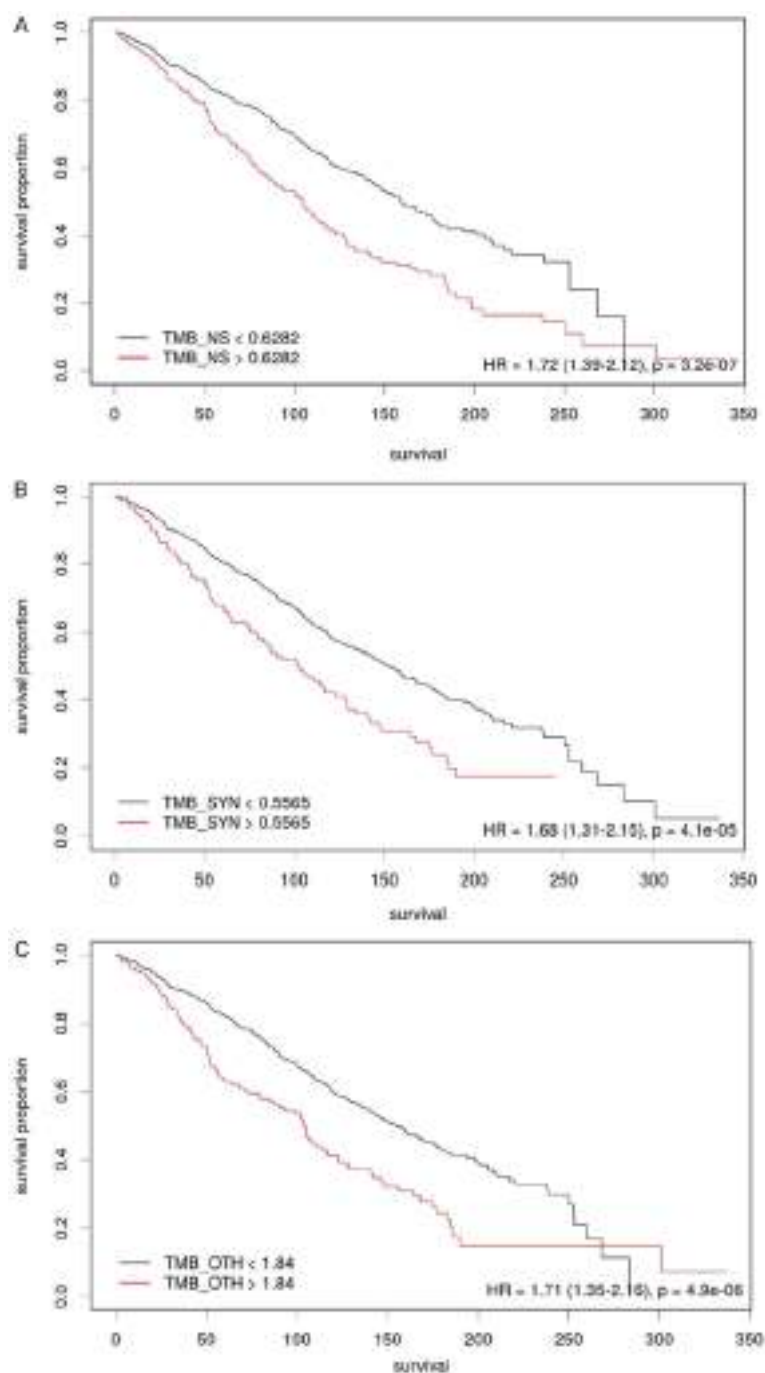 A
survival proportion
1.0
0.8
0.6
0.4
0.2
0.0
TMB_NS < 0.6282
TMB_NS > 0.6282
HR = 1.72 (1.39-2.12), p = 3.2e-07
0 50 100 150 200 250 300 350
survival
B
survival proportion
1.0
0.8
0.6
0.4
0.2
0.0
TMB_SYN < 0.5565
TMB_SYN > 0.5565
HR = 1.68 (1.31-2.15), p = 4.1e-05
0 50 100 150 200 250 300 350
survival
C
survival proportion
1.0
0.8
0.6
0.4
0.2
0.0
TMB_OTH < 1.84
TMB_OTH > 1.84
HR = 1.71 (1.35-2.16), p = 4.9e-06
0 50 100 150 200 250 300 350
survival